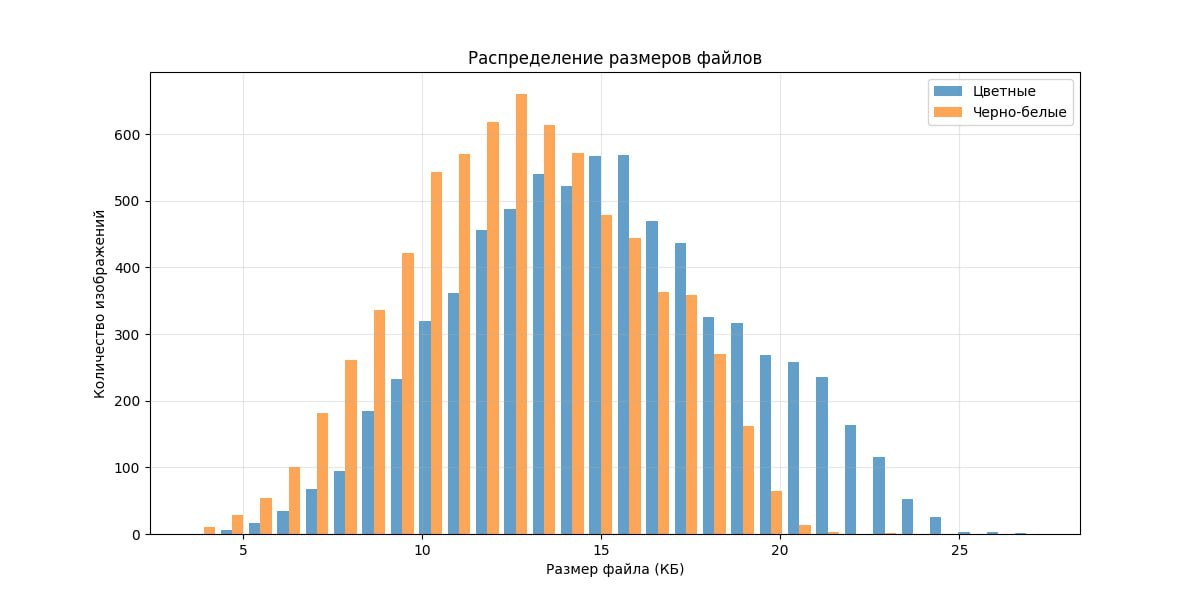 Распределение размеров файлов
Цветные
Черно-белые
Количество изображений
600
500
400
300
200
100
0
5 10 15 20 25
Размер файла (КБ)